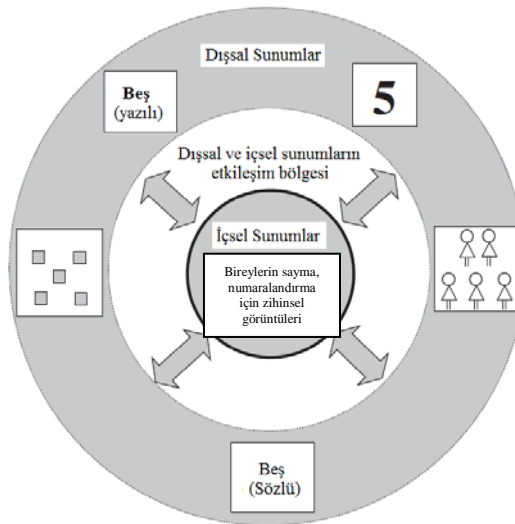 Dışsal Sunumlar
Beş
(yazılı)
5
Dışsal ve içsel sunumların
etkileşim bölgesi
İçsel Sunumlar
Bireylerin sayma,
numaralandırma
için zihinsel
görüntüleri
Beş
(Sözlü)